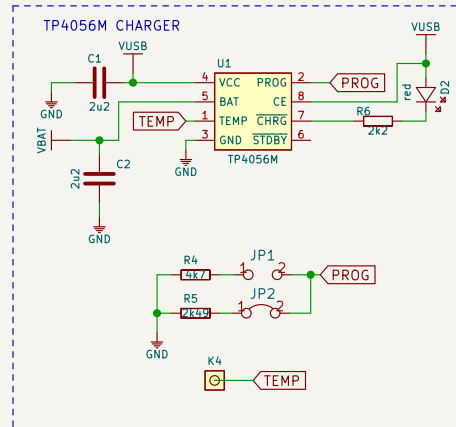 TP4056M CHARGER
VUSB
VUSB
C1
2u2
GND
U1
4 VCC PROG 2
PROG
5 BAT CE 8
TEMP
1 TEMP CHRG 7
3 GND STDBY 6
TP4056M
GND
red
D2
R6
2k2
VBAT
C2
2u2
GND
R4
4k7
JP1
1 2
PROG
R5
2k49
JP2
1 2
GND
K4
TEMP